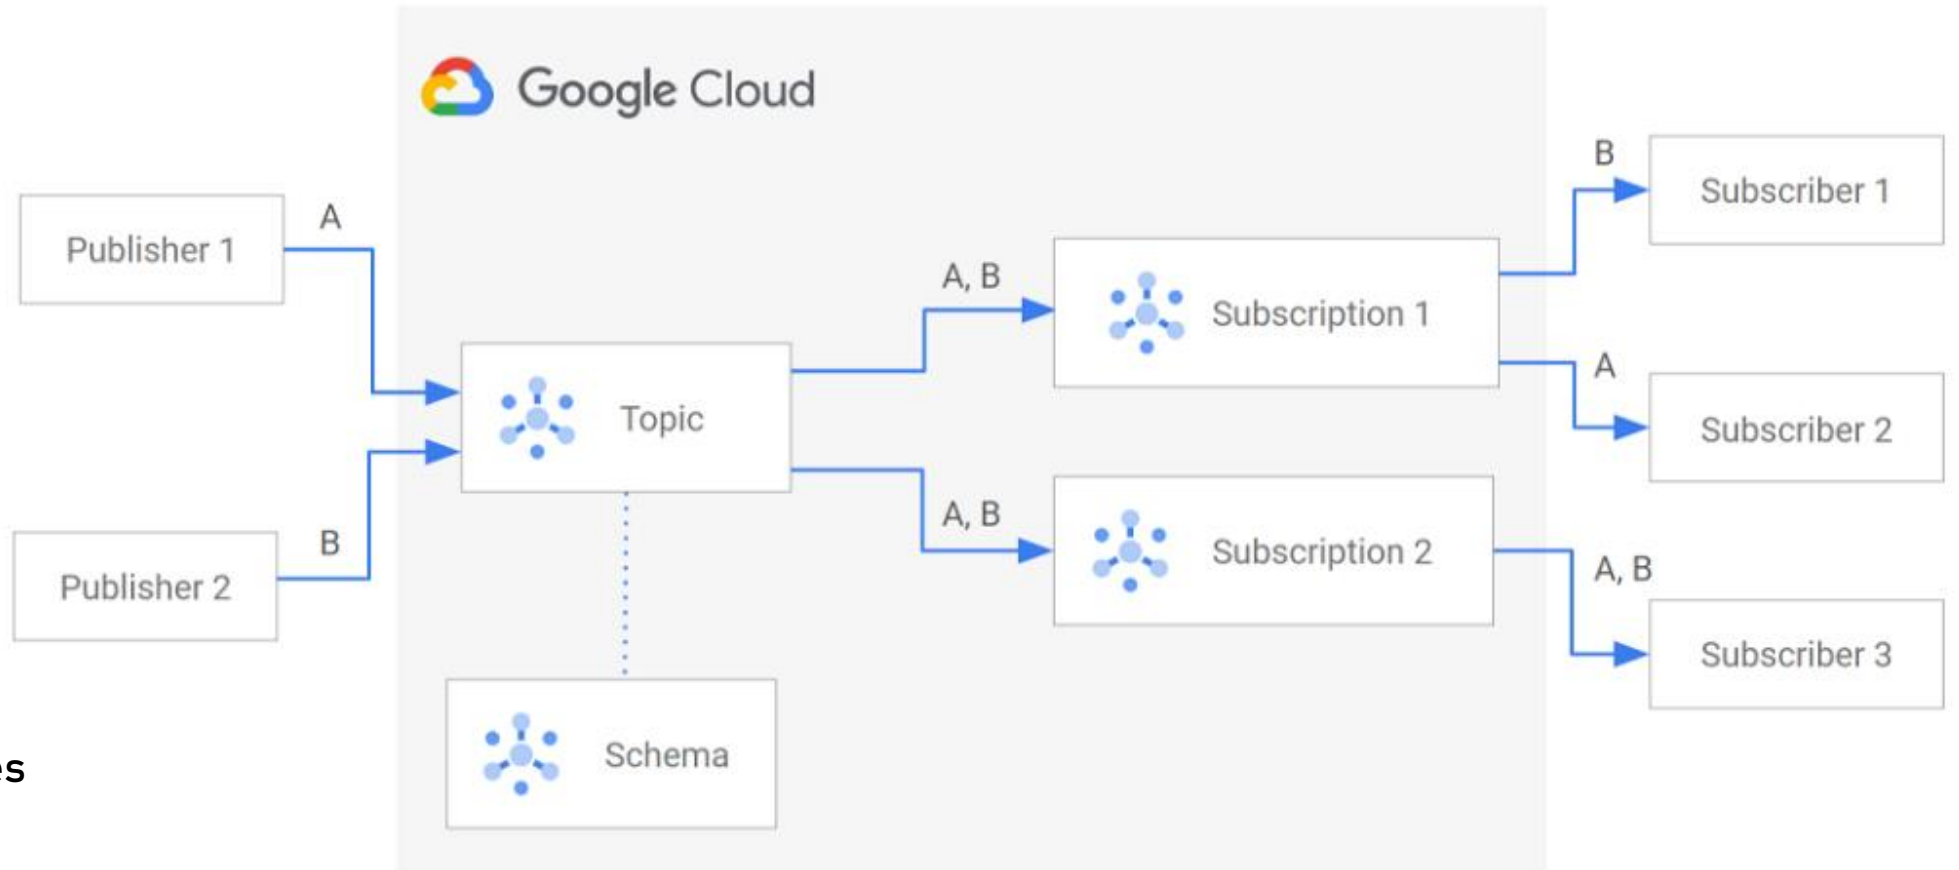 Google Cloud
Publisher 1
A
Publisher 2
B
Topic
Schema
A, B
Subscription 1
A, B
Subscription 2
B
Subscriber 1
A
Subscriber 2
A, B
Subscriber 3